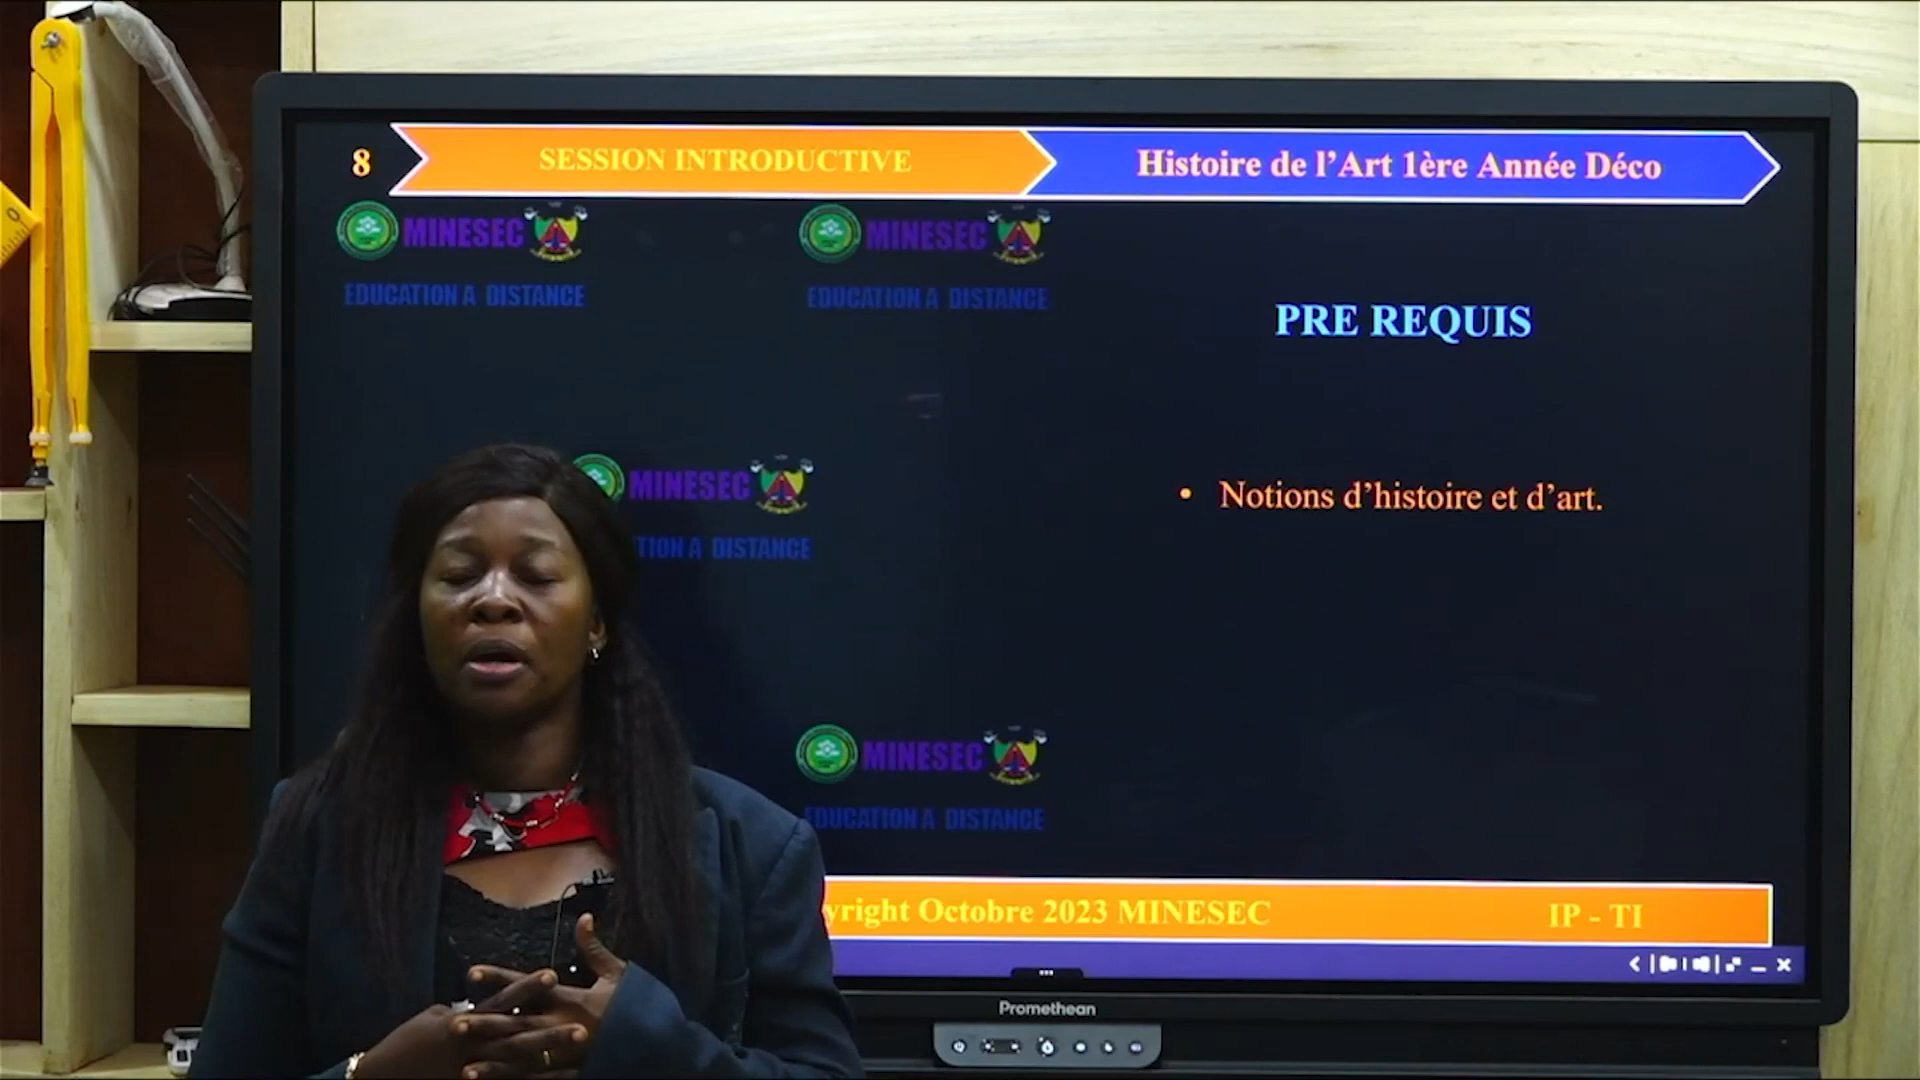 8
SESSION INTRODUCTIVE
Histoire de l’Art 1ère Année Déco
MINESEC
EDUCATION A DISTANCE
MINESEC
EDUCATION A DISTANCE
PRE REQUIS
• Notions d’histoire et d’art.
MINESEC
TION A DISTANCE
MINESEC
EDUCATION A DISTANCE
yright Octobre 2023 MINESEC
IP - TI
Promethean
0